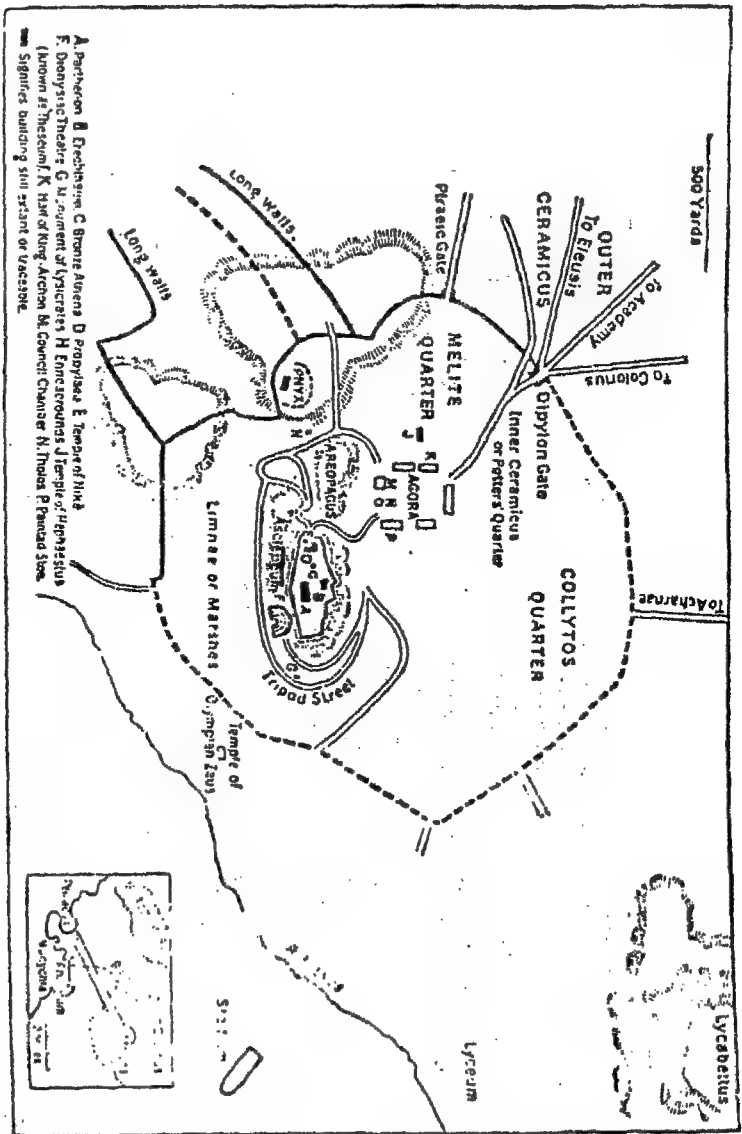 500 Yards
OUTER
CERAMICUS
To Eleusis
To Academy
To Colonus
Dipylon Gate
Inner Ceramicus
or Potters' Quarter
To Acharnae
COLLYTOS
QUARTER
Lycabettus
Piraeic Gate
MELITE
QUARTER
Long Walls
Long Walls
PNYX
AREOPAGUS
AGORA
J
K
M
N
O
P
H
ASCLEPIEUM
F
E
D
C
B
A
G
Tripod Street
Limnae or Marshes
Temple of
Olympian Zeus
Lyceum
A. Parthenon B Erechtheum C Bronze Athena D Propylaea E Temple of Nikè
F. Dionysiac Theatre G Monument of Lysicrates H Enneacrounos J Temple of Hephaestus
(known as Theseum). K Hall of King-Archon M. Council Chamber N. Tholos P. Painted Stoa.
Signifies building still extant or traceable.